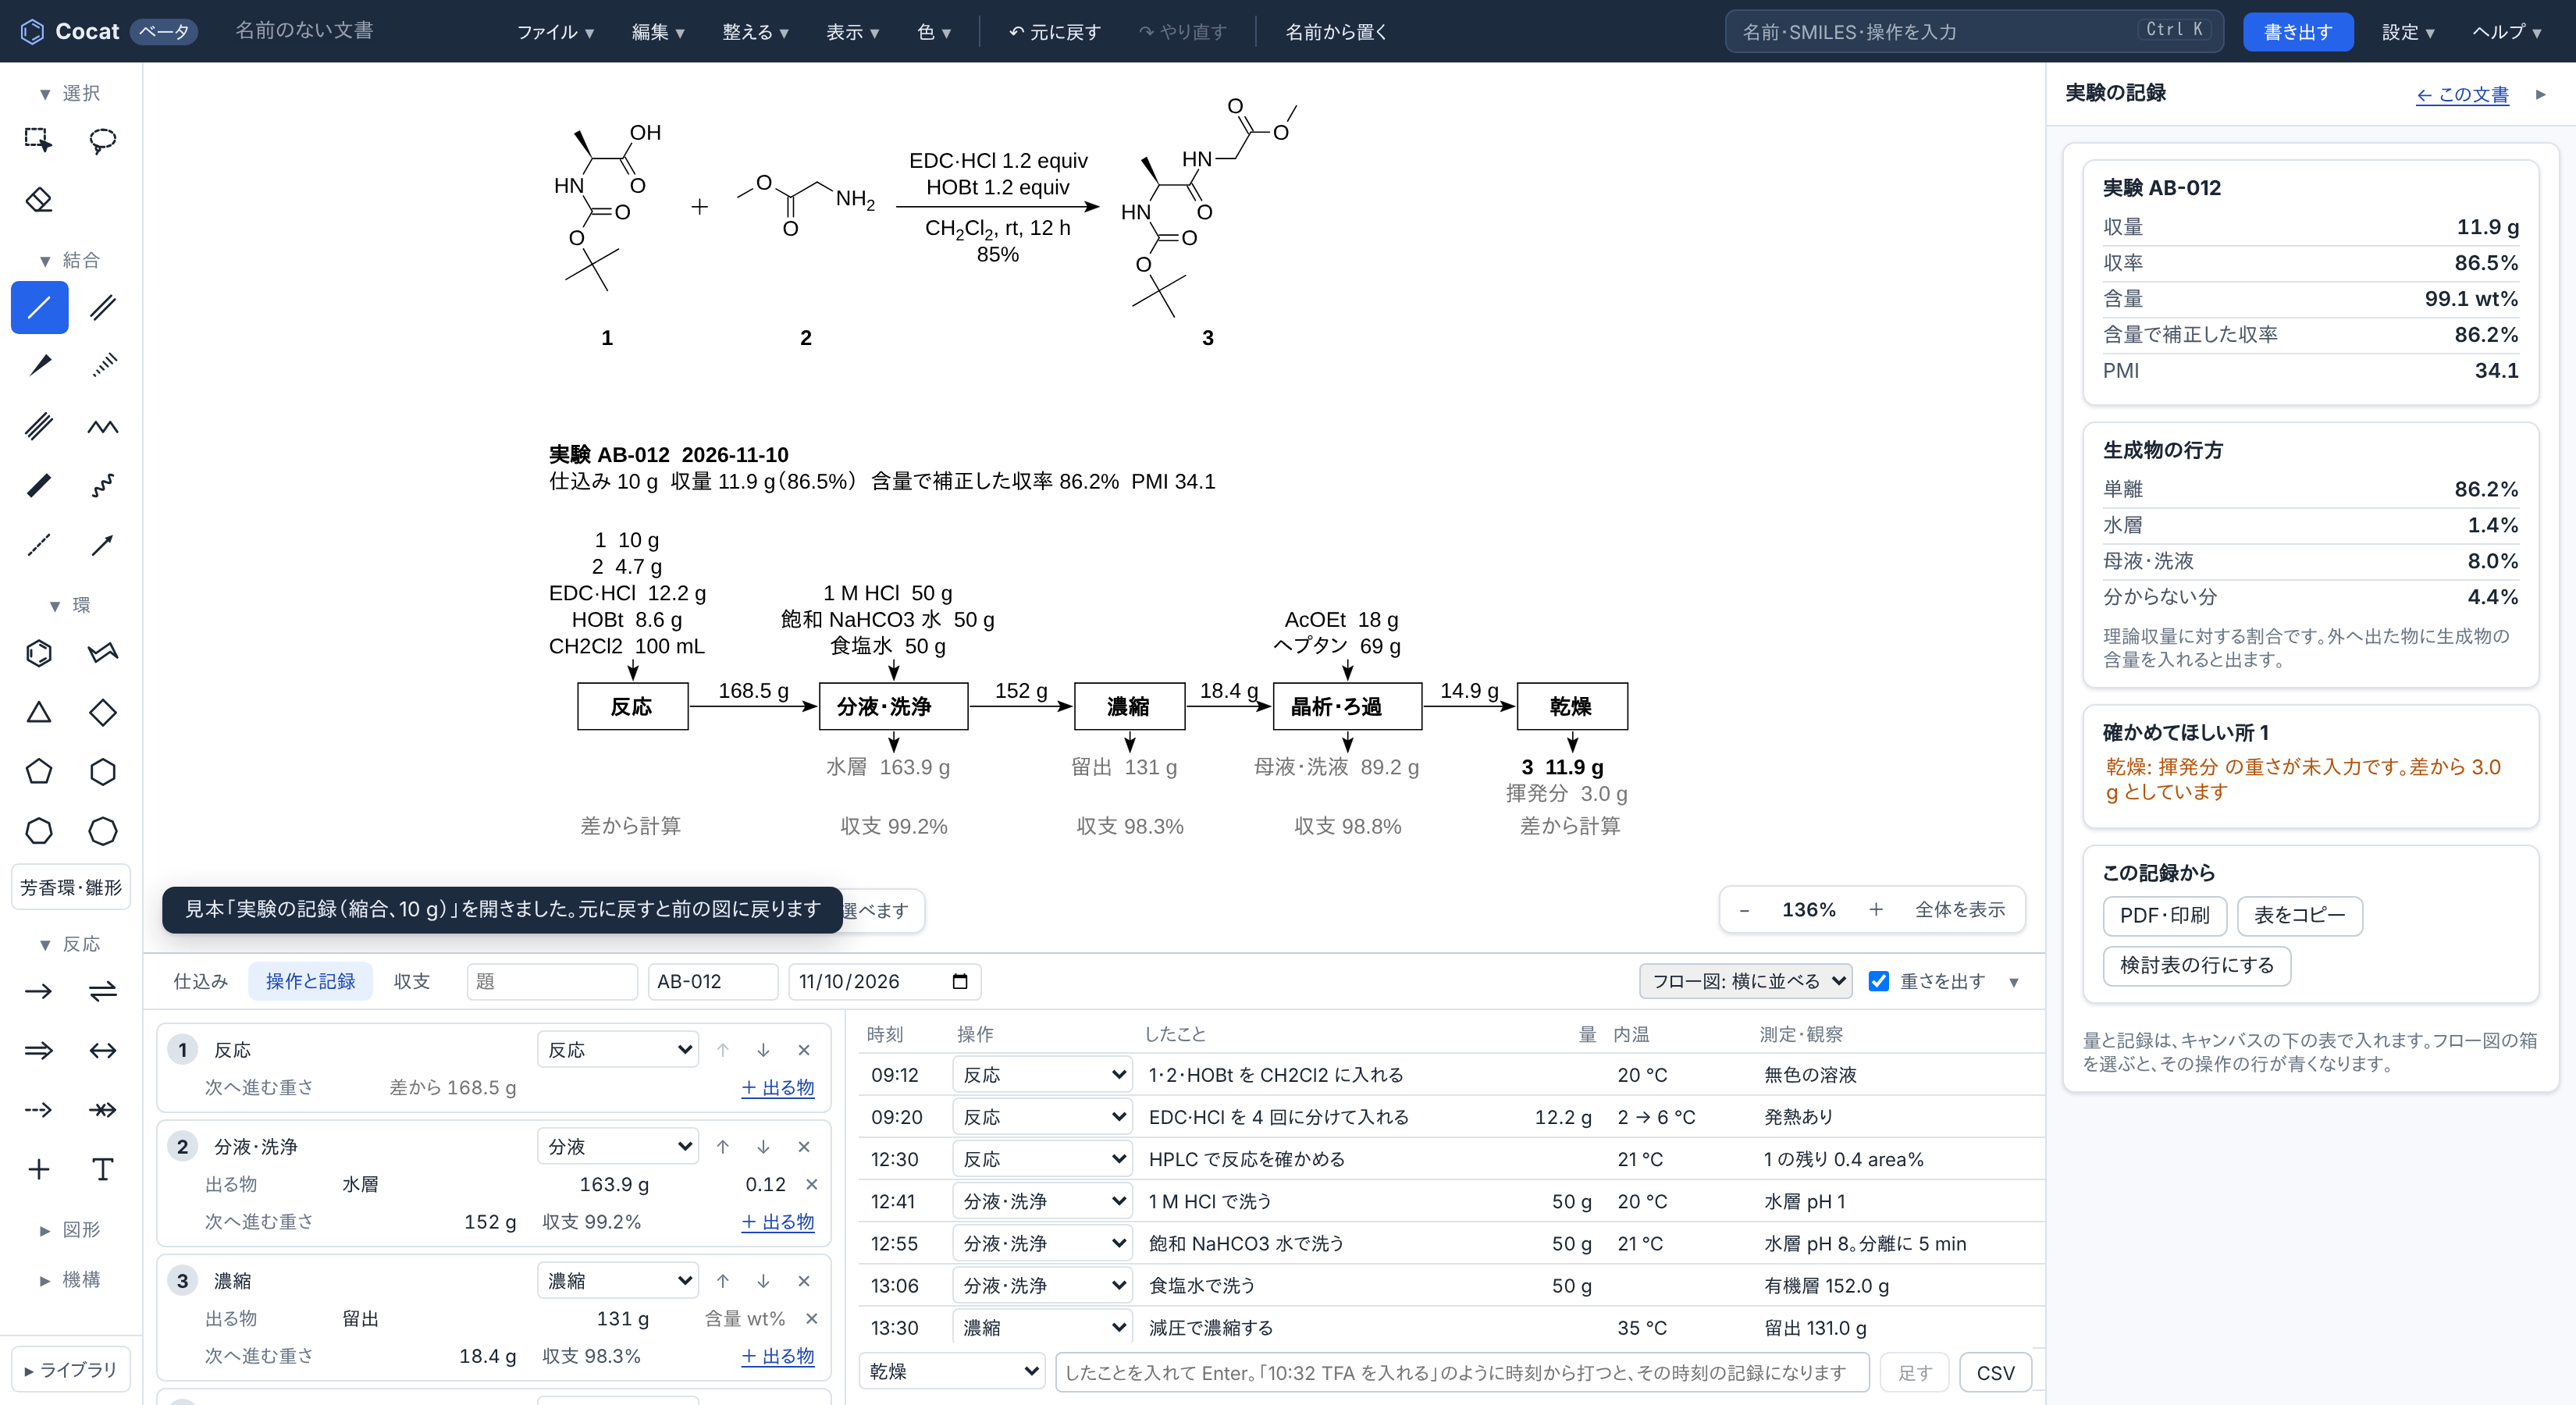 Cocat ベータ 名前のない文書 ファイル ▼ 編集 ▼ 整える ▼ 表示 ▼ 色 ▼ ↶ 元に戻す ↷ やり直す 名前から置く 名前･SMILES･操作を入力 Ctrl K 書き出す 設定 ▼ ヘルプ ▼
▼ 選択
▼ 結合
▼ 環
芳香環･雛形
▼ 反応
▶ 図形
▶ 機構
▶ ライブラリ
OH
HN
O
O
O
1
+
O
O
NH2
2
EDC·HCl 1.2 equiv
HOBt 1.2 equiv
CH2Cl2, rt, 12 h
85%
O
O
HN
HN
O
O
O
3
実験 AB-012 2026-11-10
仕込み 10 g 収量 11.9 g（86.5%） 含量で補正した収率 86.2% PMI 34.1
1 10 g
2 4.7 g
EDC·HCl 12.2 g
HOBt 8.6 g
CH2Cl2 100 mL
1 M HCl 50 g
飽和 NaHCO3 水 50 g
食塩水 50 g
AcOEt 18 g
ヘプタン 69 g
反応 168.5 g 分液･洗浄 152 g 濃縮 18.4 g 晶析･ろ過 14.9 g 乾燥
水層 163.9 g 留出 131 g 母液･洗液 89.2 g 3 11.9 g
揮発分 3.0 g
差から計算 収支 99.2% 収支 98.3% 収支 98.8% 差から計算
見本「実験の記録（縮合、10 g）」を開きました。元に戻すと前の図に戻ります
選べます
– 136% + 全体を表示
仕込み 操作と記録 収支 題 AB-012 11/10/2026 フロー図: 横に並べる 重さを出す ▼
1 反応 反応 ↑ ↓ ×
次へ進む重さ 差から 168.5 g + 出る物
2 分液･洗浄 分液 ↑ ↓ ×
出る物 水層 163.9 g 0.12 ×
次へ進む重さ 152 g 収支 99.2% + 出る物
3 濃縮 濃縮 ↑ ↓ ×
出る物 留出 131 g 含量 wt% ×
次へ進む重さ 18.4 g 収支 98.3% + 出る物
時刻 操作 したこと 量 内温 測定･観察
09:12 反応 1･2･HOBt を CH2Cl2 に入れる 20 °C 無色の溶液
09:20 反応 EDC·HCl を 4 回に分けて入れる 12.2 g 2 → 6 °C 発熱あり
12:30 反応 HPLC で反応を確かめる 21 °C 1 の残り 0.4 area%
12:41 分液･洗浄 1 M HCl で洗う 50 g 20 °C 水層 pH 1
12:55 分液･洗浄 飽和 NaHCO3 水で洗う 50 g 21 °C 水層 pH 8。分離に 5 min
13:06 分液･洗浄 食塩水で洗う 50 g 有機層 152.0 g
13:30 濃縮 減圧で濃縮する 35 °C 留出 131.0 g
乾燥 したことを入れて Enter。「10:32 TFA を入れる」のように時刻から打つと、その時刻の記録になります 足す CSV
実験の記録 ← この文書 ▶
実験 AB-012
収量 11.9 g
収率 86.5%
含量 99.1 wt%
含量で補正した収率 86.2%
PMI 34.1
生成物の行方
単離 86.2%
水層 1.4%
母液･洗液 8.0%
分からない分 4.4%
理論収量に対する割合です。外へ出た物に生成物の
含量を入れると出ます。
確かめてほしい所 1
乾燥: 揮発分 の重さが未入力です。差から 3.0
g としています
この記録から
PDF･印刷 表をコピー
検討表の行にする
量と記録は、キャンバスの下の表で入れます。フロー図の箱
を選ぶと、その操作の行が青くなります。